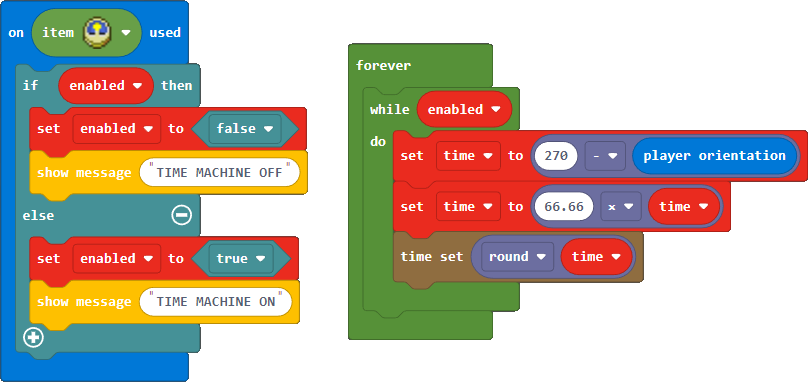 on item used
if enabled then
set enabled to false
show message "TIME MACHINE OFF"
else
set enabled to true
show message "TIME MACHINE ON"
forever
while enabled
do
set time to 270 - player orientation
set time to 66.66 × time
time set round time